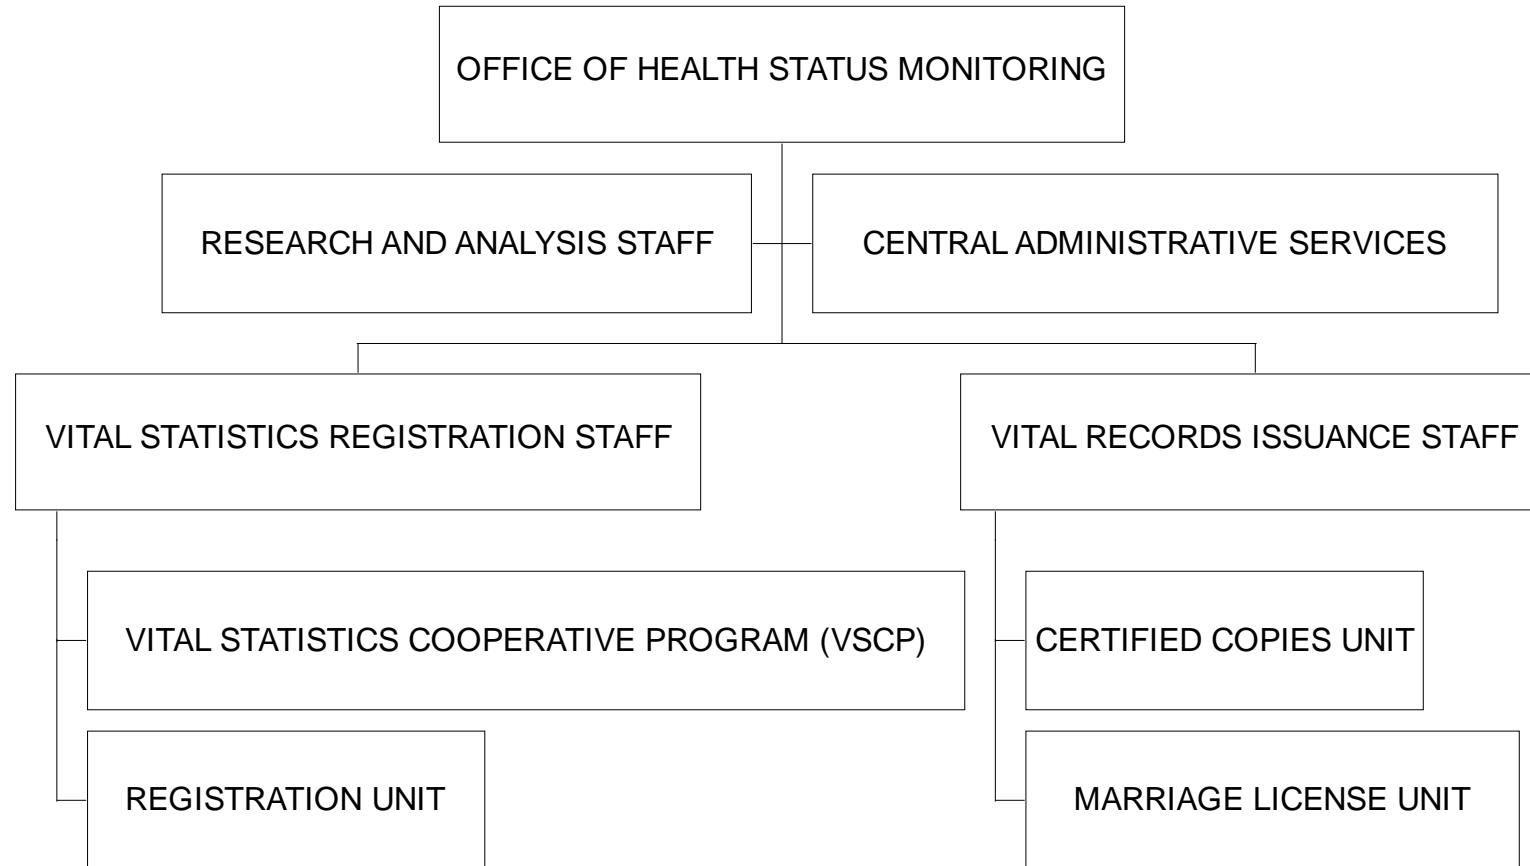 OFFICE OF HEALTH STATUS MONITORING
RESEARCH AND ANALYSIS STAFF
CENTRAL ADMINISTRATIVE SERVICES
VITAL STATISTICS REGISTRATION STAFF
VITAL RECORDS ISSUANCE STAFF
VITAL STATISTICS COOPERATIVE PROGRAM (VSCP)
CERTIFIED COPIES UNIT
REGISTRATION UNIT
MARRIAGE LICENSE UNIT